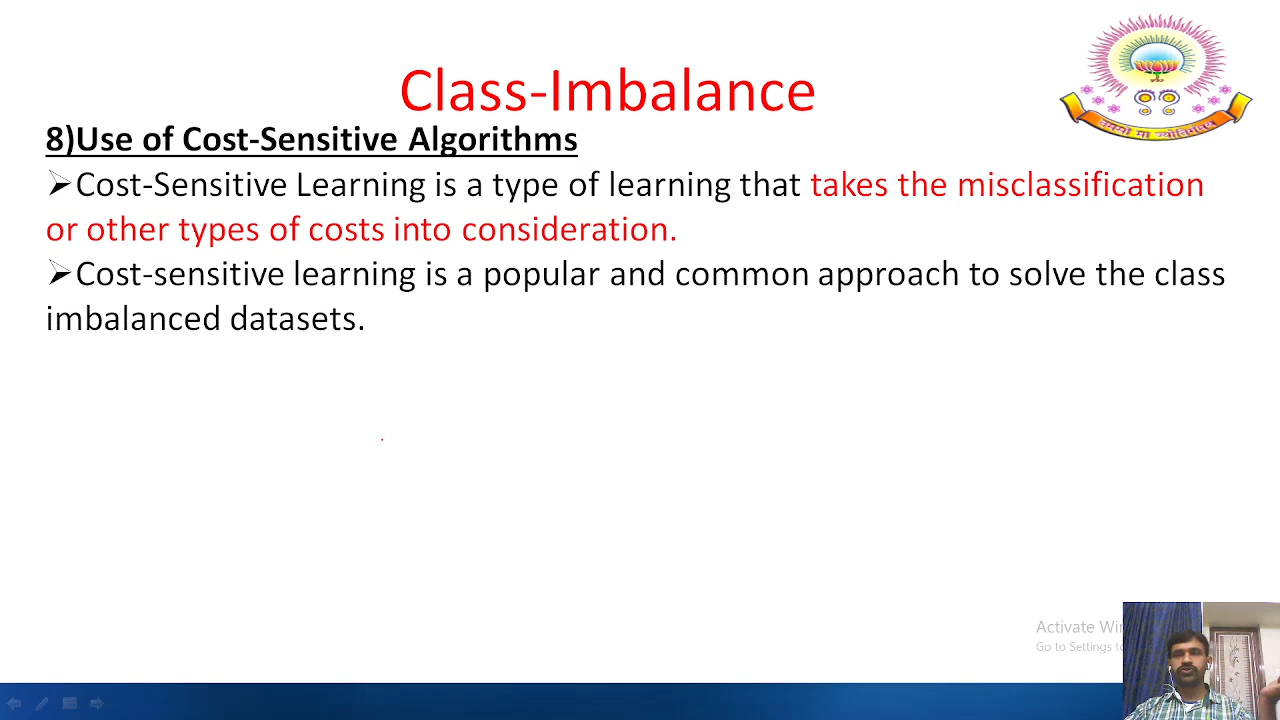 Class-Imbalance
8)Use of Cost-Sensitive Algorithms
➢Cost-Sensitive Learning is a type of learning that takes the misclassification
or other types of costs into consideration.
➢Cost-sensitive learning is a popular and common approach to solve the class
imbalanced datasets.
तमसो मा ज्योतिर्गमय
Activate Wi
Go to Settings t